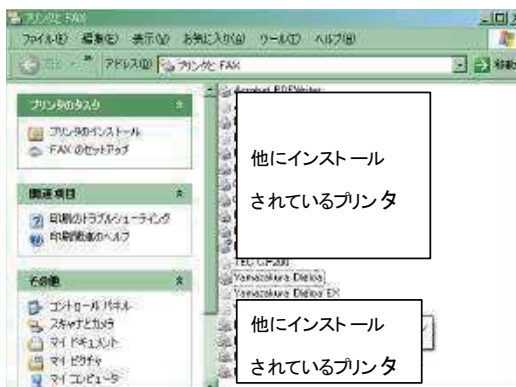 プリンタと FAX
ファイル(F) 編集(E) 表示(V) お気に入り(A) ツール(T) ヘルプ(H)
アドレス(D) プリンタと FAX 移動
プリンタのタスク
プリンタのインストール
FAX のセットアップ
関連項目
印刷のトラブルシューティング
印刷関連のヘルプ
その他
コントロール パネル
スキャナとカメラ
マイ ドキュメント
マイ ピクチャ
マイ コンピュータ
Acrobat PDFWriter
他にインストール
されているプリンタ
Yamazakura Digloa
Yamazakura Digloa EX
他にインストール
されているプリンタ